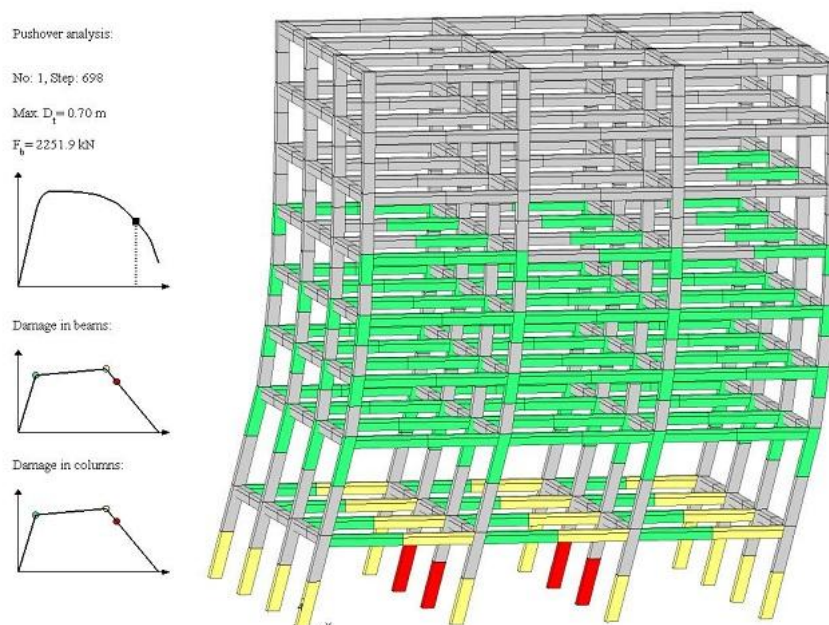 Pushover analysis:
No: 1, Step: 698
Max. D_t = 0.70 m
F_b = 2251.9 kN
Damage in beams:
Damage in columns: